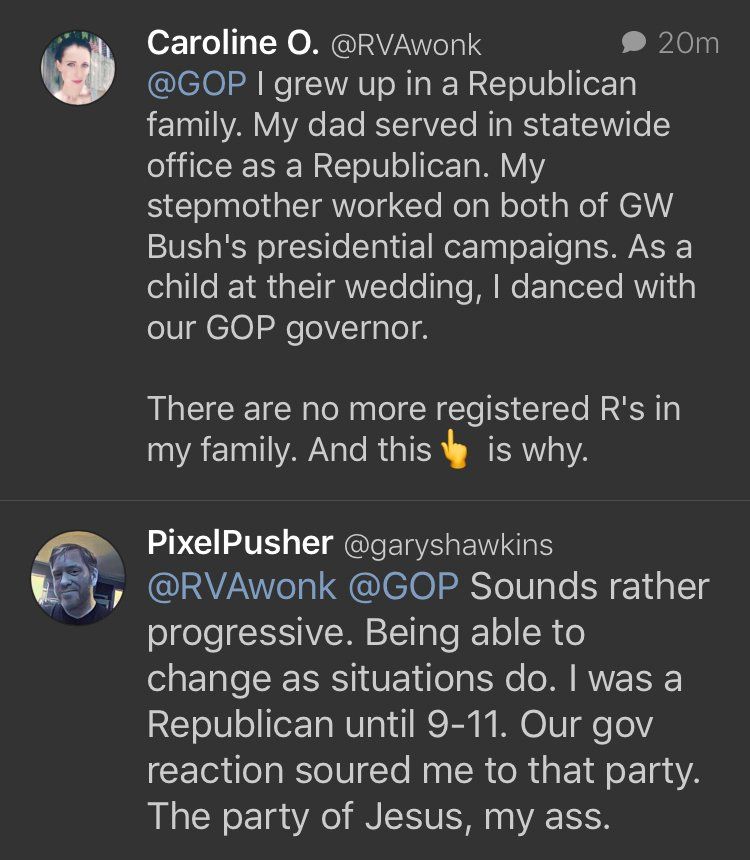 Caroline O. @RVAwonk 20m
@GOP I grew up in a Republican
family. My dad served in statewide
office as a Republican. My
stepmother worked on both of GW
Bush's presidential campaigns. As a
child at their wedding, I danced with
our GOP governor.
There are no more registered R's in
my family. And this👆 is why.
PixelPusher @garyshawkins
@RVAwonk @GOP Sounds rather
progressive. Being able to
change as situations do. I was a
Republican until 9-11. Our gov
reaction soured me to that party.
The party of Jesus, my ass.